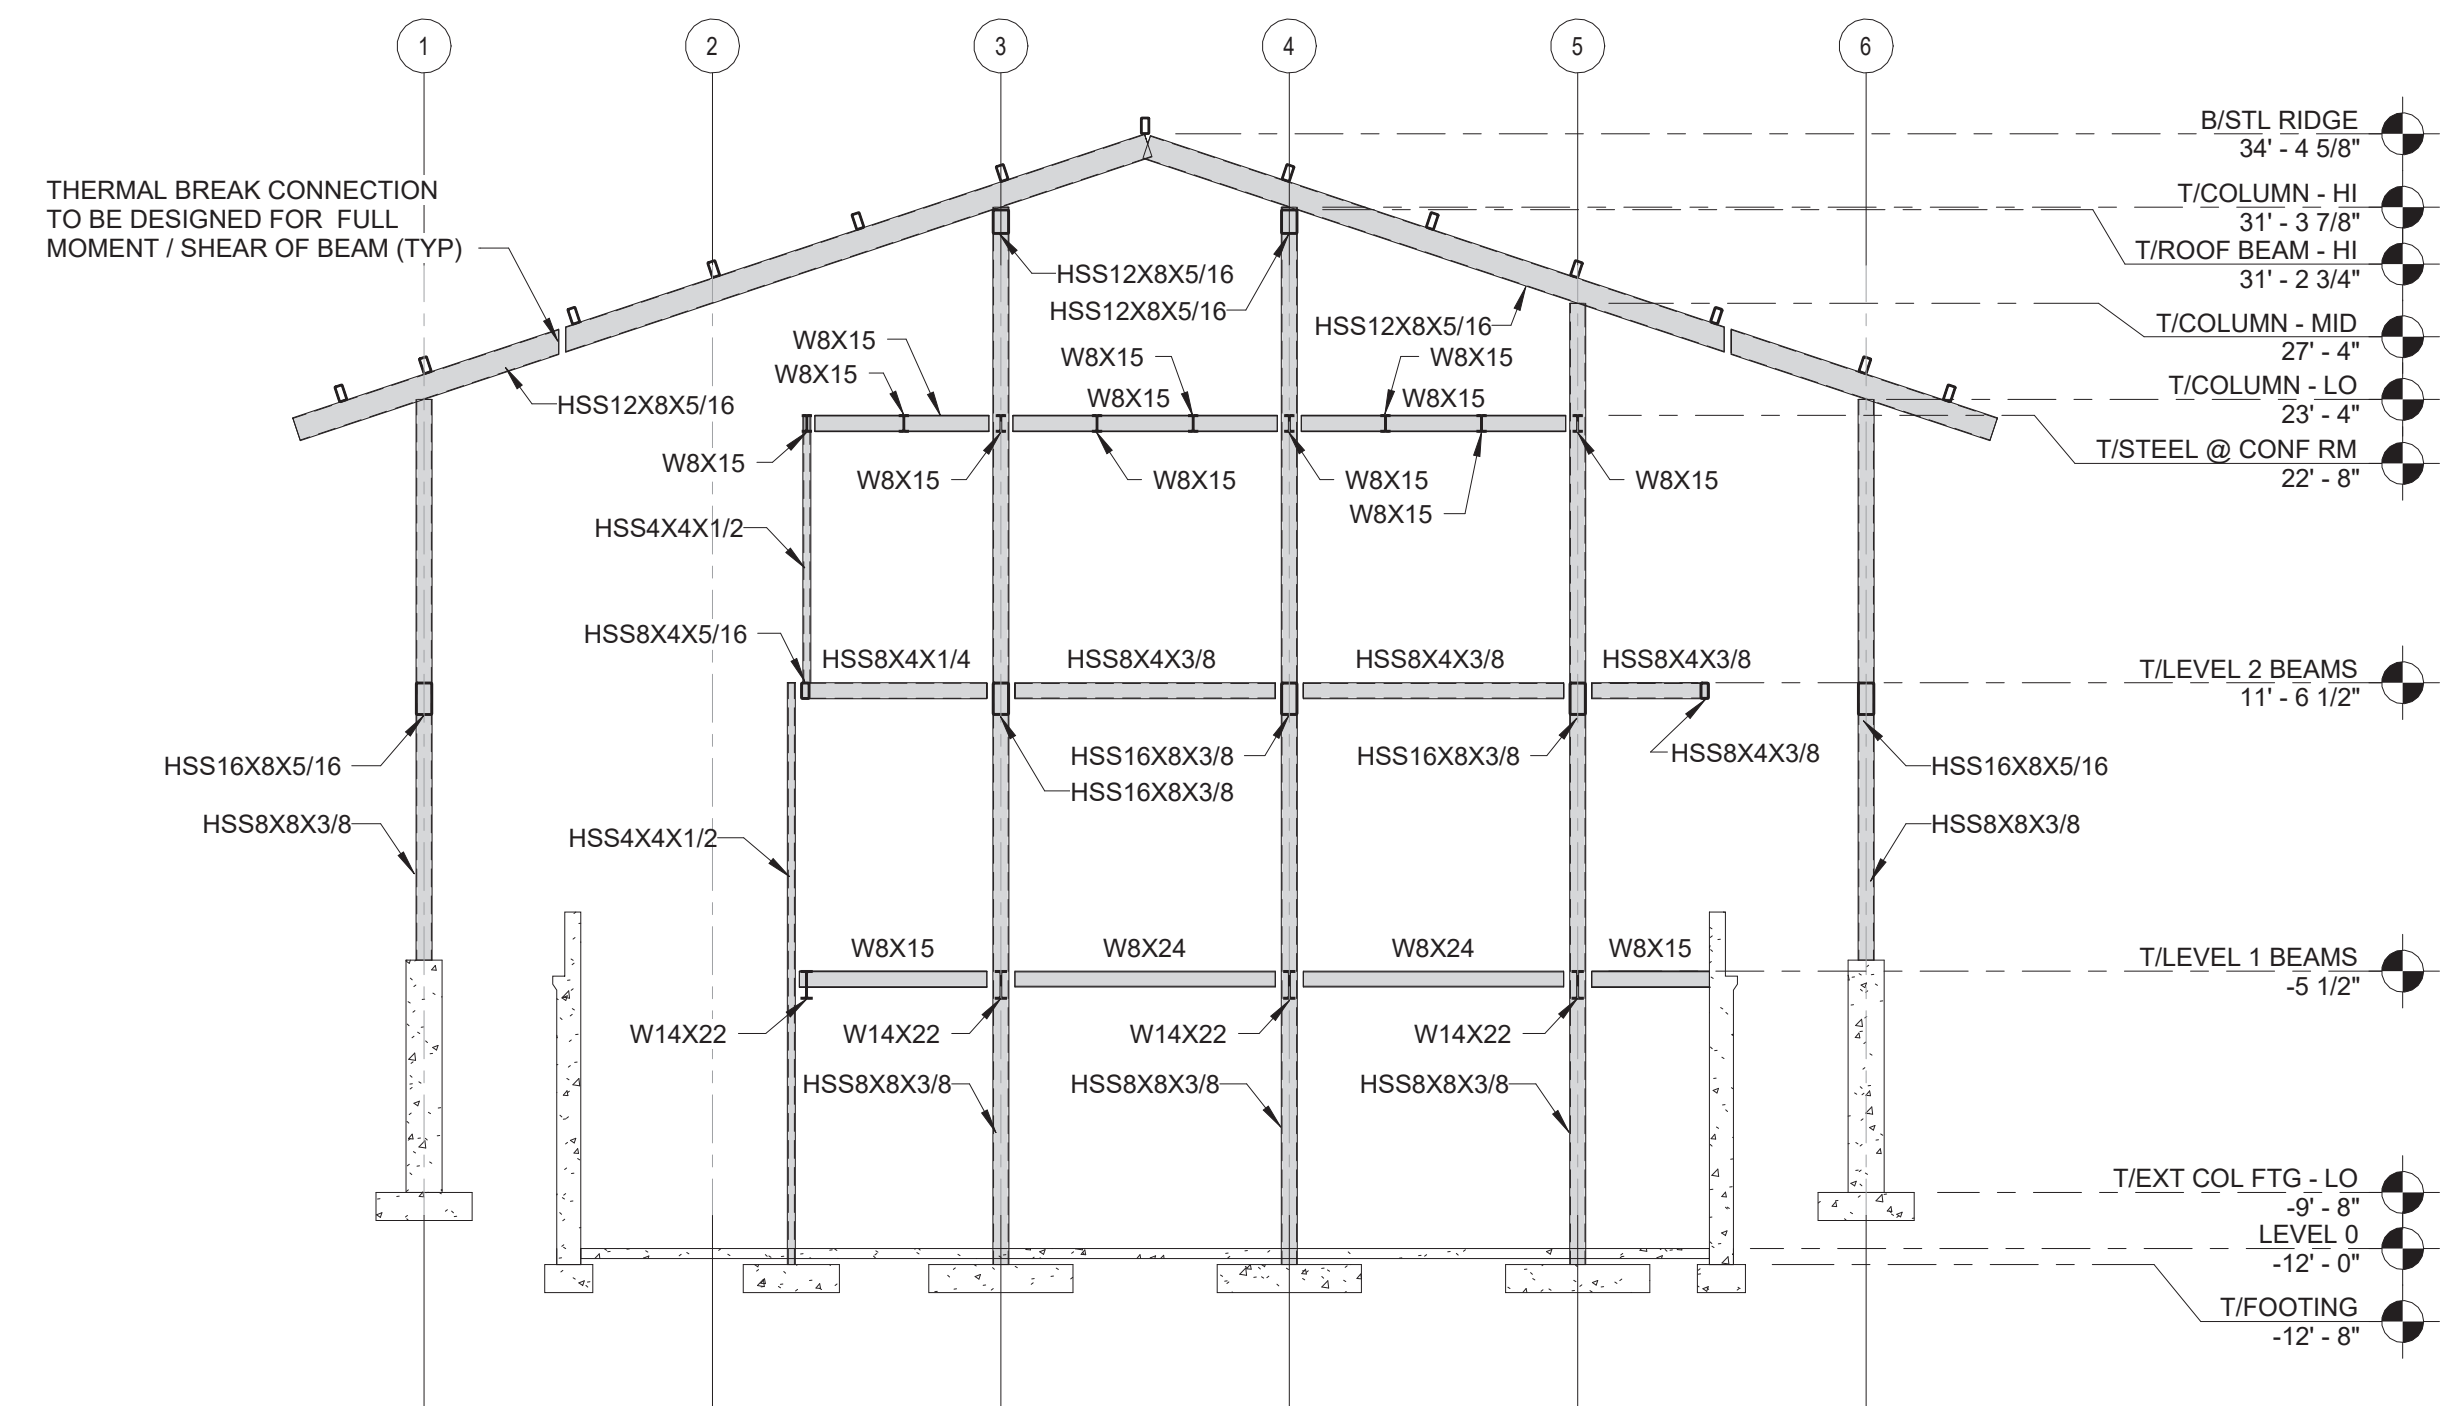 1
2
3
4
5
6
B/STL RIDGE
34' - 4 5/8"
THERMAL BREAK CONNECTION
TO BE DESIGNED FOR FULL
MOMENT / SHEAR OF BEAM (TYP)
T/COLUMN - HI
31' - 3 7/8"
T/ROOF BEAM - HI
31' - 2 3/4"
HSS12X8X5/16
HSS12X8X5/16
HSS12X8X5/16
T/COLUMN - MID
27' - 4"
W8X15
W8X15
W8X15
W8X15
T/COLUMN - LO
23' - 4"
HSS12X8X5/16
W8X15
W8X15
W8X15
T/STEEL @ CONF RM
22' - 8"
W8X15
W8X15
W8X15
W8X15
W8X15
HSS4X4X1/2
HSS8X4X5/16
HSS8X4X1/4
HSS8X4X3/8
HSS8X4X3/8
HSS8X4X3/8
T/LEVEL 2 BEAMS
11' - 6 1/2"
HSS16X8X5/16
HSS16X8X3/8
HSS16X8X3/8
HSS8X4X3/8
HSS16X8X5/16
HSS16X8X3/8
HSS8X8X3/8
HSS4X4X1/2
HSS8X8X3/8
W8X15
W8X24
W8X24
W8X15
T/LEVEL 1 BEAMS
-5 1/2"
W14X22
W14X22
W14X22
W14X22
HSS8X8X3/8
HSS8X8X3/8
HSS8X8X3/8
T/EXT COL FTG - LO
-9' - 8"
LEVEL 0
-12' - 0"
T/FOOTING
-12' - 8"